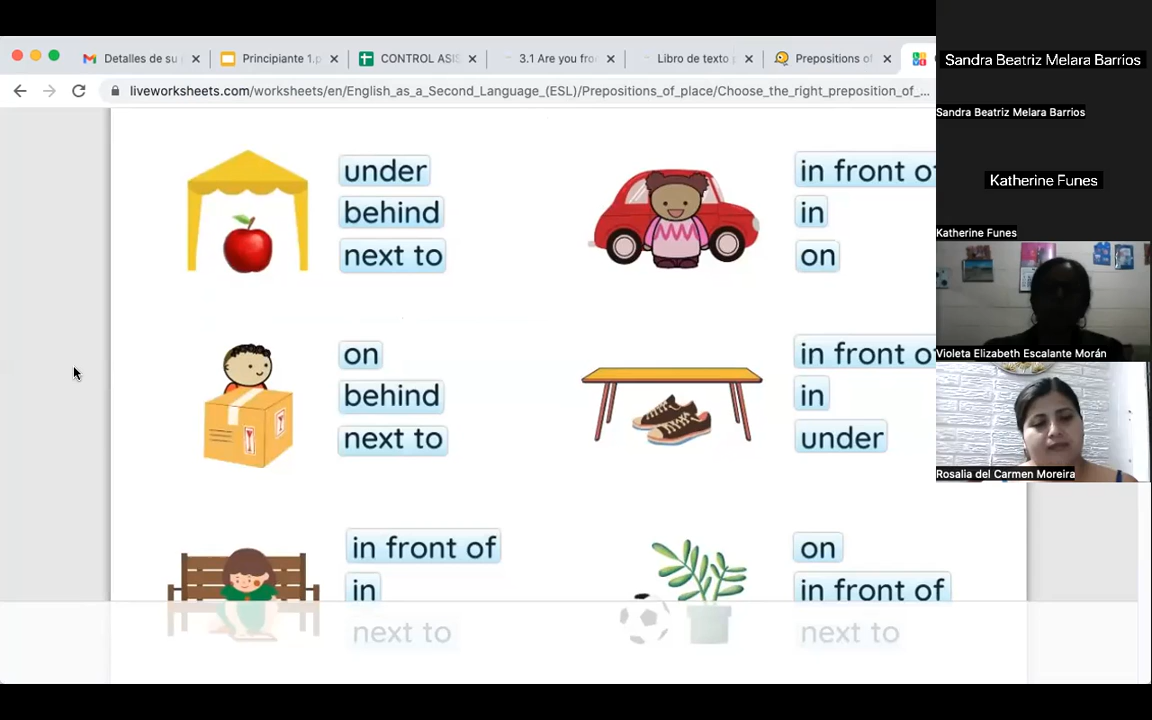 Detalles de su
Principiante 1.p
CONTROL ASIS
3.1 Are you fro
Libro de texto p
Prepositions of
liveworksheets.com/worksheets/en/English_as_a_Second_Language_(ESL)/Prepositions_of_place/Choose_the_right_preposition_of_...
Sandra Beatriz Melara Barrios
Sandra Beatriz Melara Barrios
Katherine Funes
Katherine Funes
Violeta Elizabeth Escalante Morán
Rosalia del Carmen Moreira
under
behind
next to
in front of
in
on
on
behind
next to
in front of
in
under
in front of
in
next to
on
in front of
next to